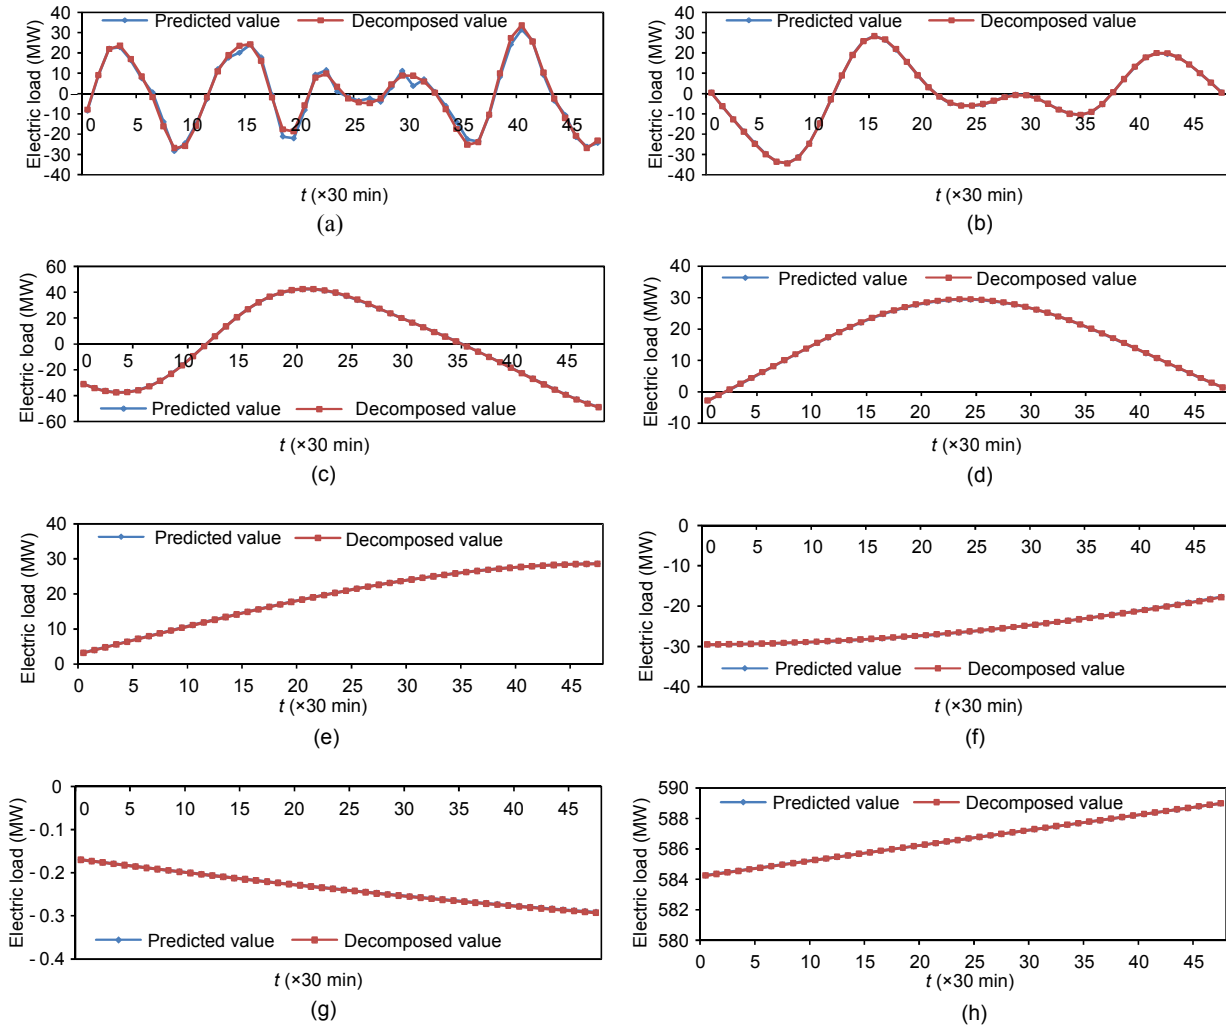 Predicted value Decomposed value
Electric load (MW)
40
30
20
10
0
-10
-20
-30
-40
0 5 10 15 20 25 30 35 40 45
t (×30 min)
(a)
Predicted value Decomposed value
Electric load (MW)
40
30
20
10
0
-10
-20
-30
-40
0 5 10 15 20 25 30 35 40 45
t (×30 min)
(b)
Electric load (MW)
60
40
20
0
-20
-40
-60
0 5 10 15 20 25 30 35 40 45
Predicted value Decomposed value
t (×30 min)
(c)
Predicted value Decomposed value
Electric load (MW)
40
30
20
10
0
-10
0 5 10 15 20 25 30 35 40 45
t (×30 min)
(d)
Predicted value Decomposed value
Electric load (MW)
40
30
20
10
0
0 5 10 15 20 25 30 35 40 45
t (×30 min)
(e)
Electric load (MW)
0
-10
-20
-30
-40
0 5 10 15 20 25 30 35 40 45
Predicted value Decomposed value
t (×30 min)
(f)
Electric load (MW)
0
-0.1
-0.2
-0.3
-0.4
0 5 10 15 20 25 30 35 40 45
Predicted value Decomposed value
t (×30 min)
(g)
Predicted value Decomposed value
Electric load (MW)
590
588
586
584
582
580
0 5 10 15 20 25 30 35 40 45
t (×30 min)
(h)